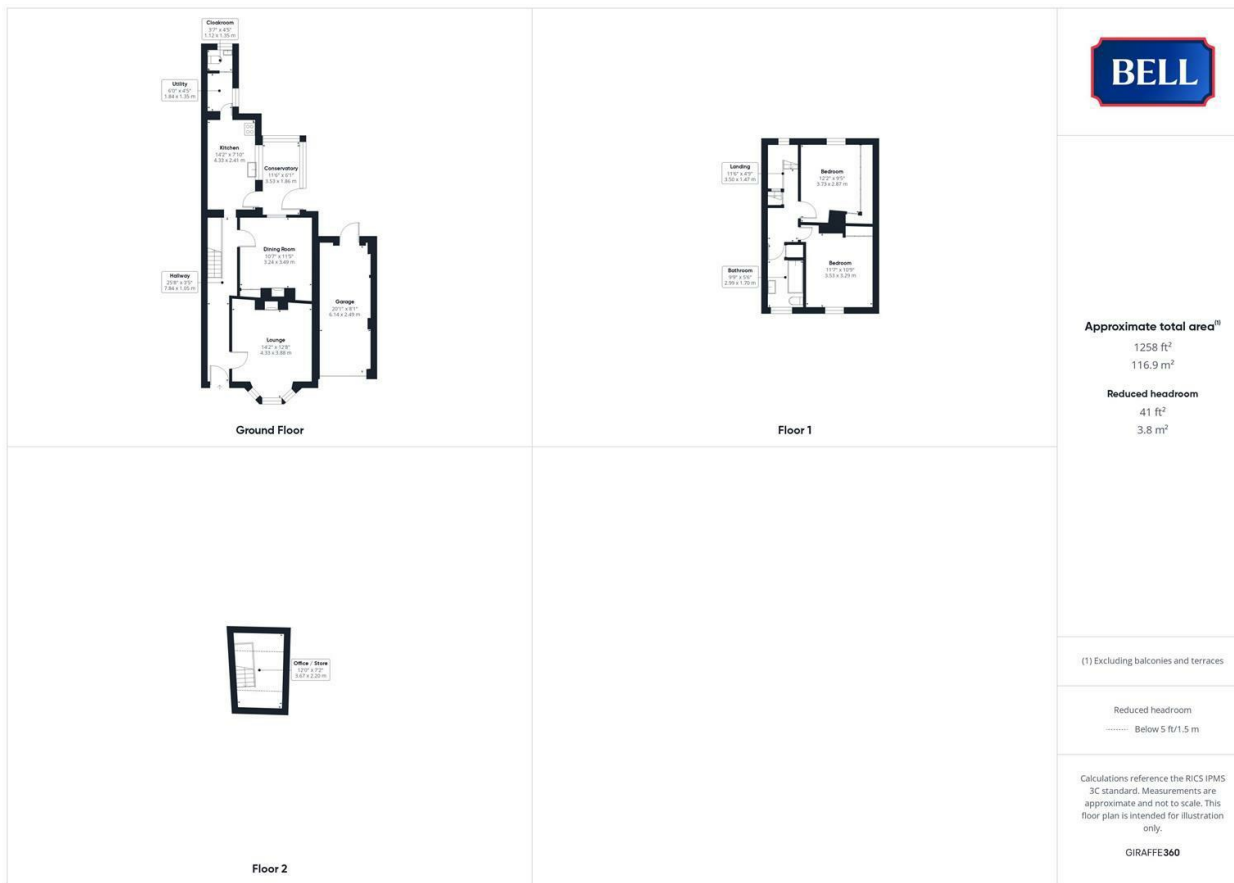 Cloakroom
3'7" x 4'5"
1.12 x 1.35 m
Utility
6'0" x 4'5"
1.84 x 1.35 m
Kitchen
14'2" x 7'10"
4.33 x 2.41 m
Conservatory
11'6" x 6'1"
3.53 x 1.86 m
Dining Room
10'7" x 11'5"
3.24 x 3.49 m
Hallway
25'8" x 3'5"
7.84 x 1.05 m
Garage
20'1" x 8'1"
6.14 x 2.49 m
Lounge
14'2" x 12'8"
4.33 x 3.88 m
Ground Floor
Landing
11'6" x 4'9"
3.50 x 1.47 m
Bedroom
12'2" x 9'5"
3.73 x 2.87 m
Bedroom
11'7" x 10'9"
3.53 x 3.29 m
Bathroom
9'9" x 5'6"
2.99 x 1.70 m
Floor 1
Office / Store
12'0" x 7'2"
3.67 x 2.20 m
Floor 2
BELL
Approximate total area(1)
1258 ft²
116.9 m²
Reduced headroom
41 ft²
3.8 m²
(1) Excluding balconies and terraces
Reduced headroom
Below 5 ft/1.5 m
Calculations reference the RICS IPMS
3C standard. Measurements are
approximate and not to scale. This
floor plan is intended for illustration
only.
GIRAFFE360